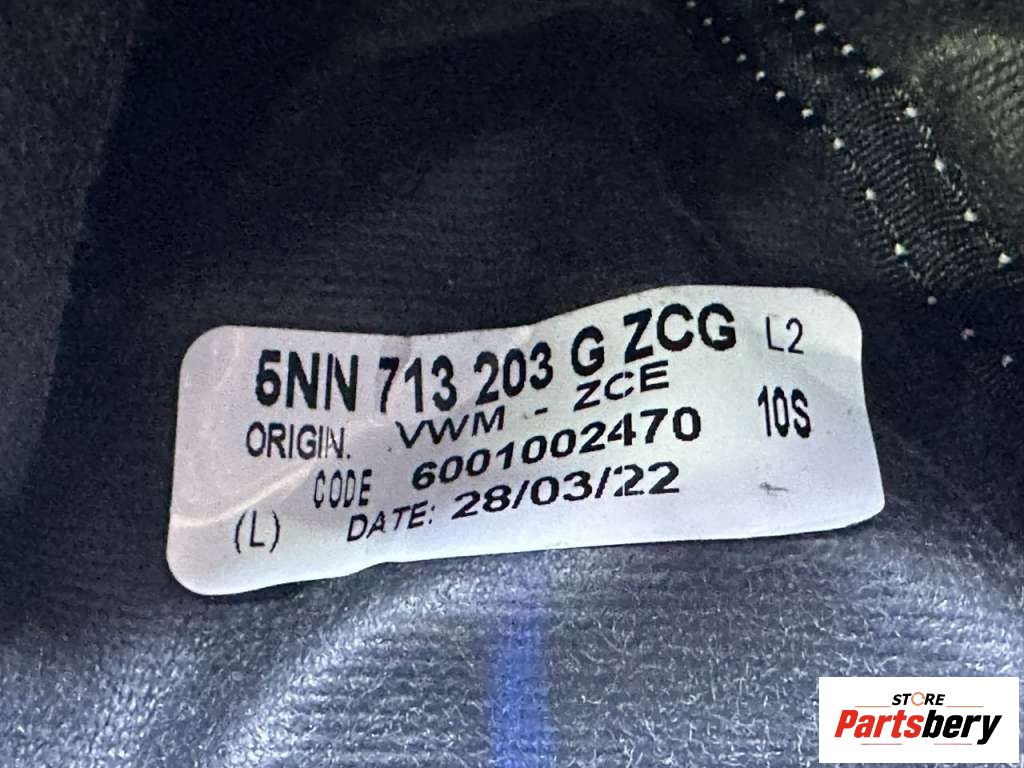 5NN 713 203 G ZCG L2
ORIGIN. VWM - ZCE
CODE 6001002470 10S
(L) DATE: 28/03/22
STORE
Partsbery